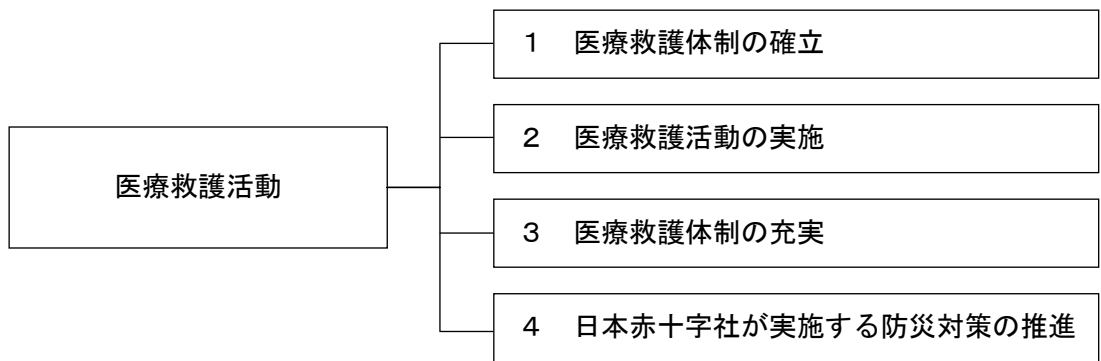 医療救護活動
1　医療救護体制の確立
2　医療救護活動の実施
3　医療救護体制の充実
4　日本赤十字社が実施する防災対策の推進